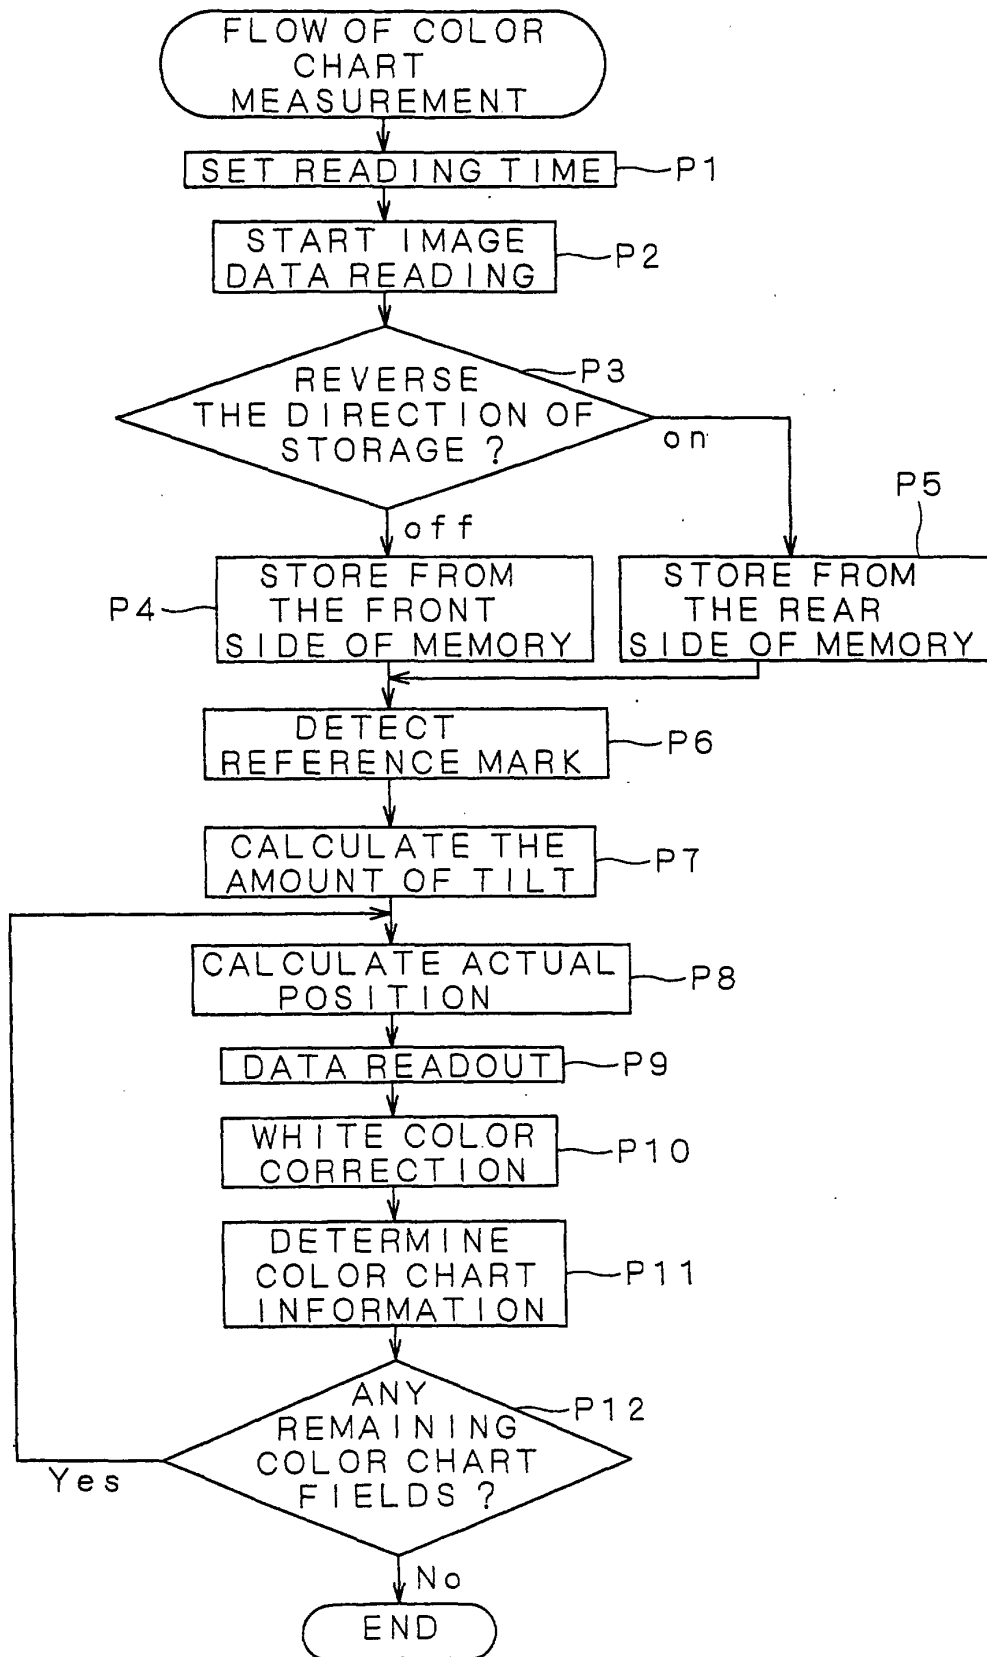 FLOW OF COLOR
CHART
MEASUREMENT
SET READING TIME
P1
START IMAGE
DATA READING
P2
REVERSE
THE DIRECTION OF
STORAGE ?
P3
on
off
P4
STORE FROM
THE FRONT
SIDE OF MEMORY
P5
STORE FROM
THE REAR
SIDE OF MEMORY
DETECT
REFERENCE MARK
P6
CALCULATE THE
AMOUNT OF TILT
P7
CALCULATE ACTUAL
POSITION
P8
DATA READOUT
P9
WHITE COLOR
CORRECTION
P10
DETERMINE
COLOR CHART
INFORMATION
P11
ANY
REMAINING
COLOR CHART
FIELDS ?
P12
Yes
No
END